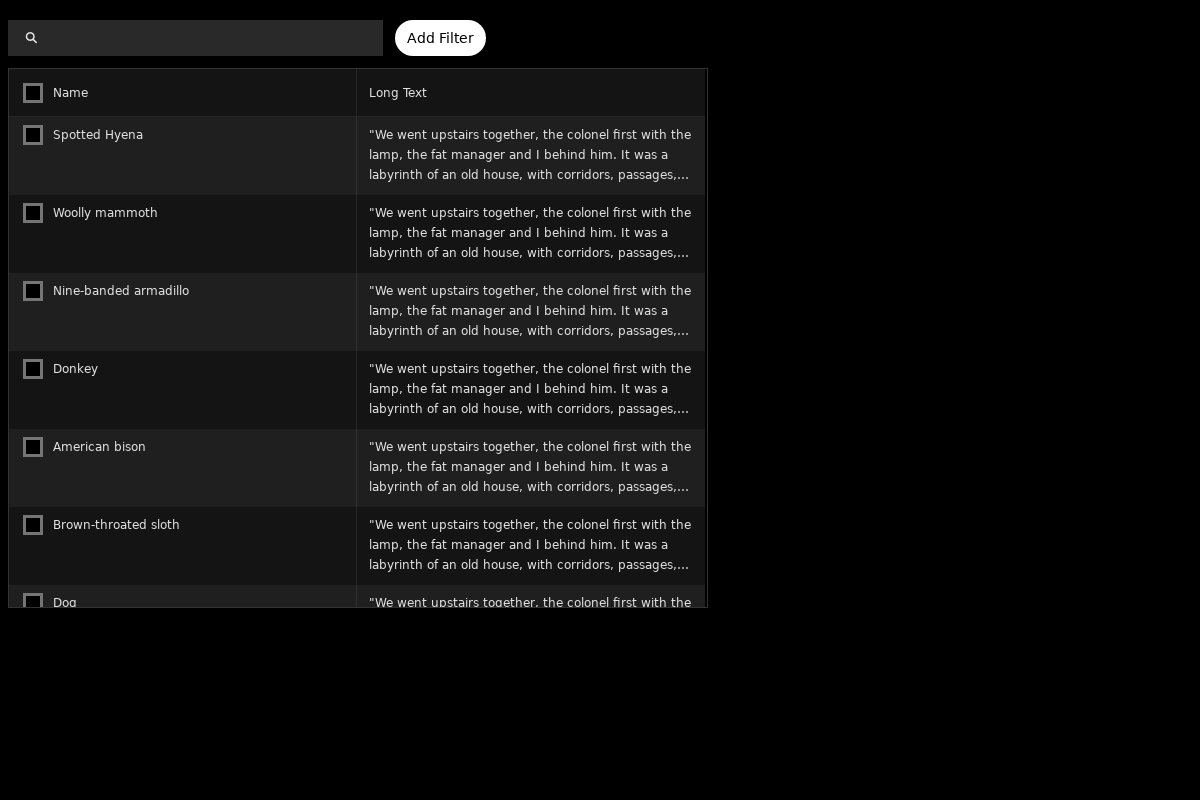 Add Filter
Name
Long Text
Spotted Hyena
"We went upstairs together, the colonel first with the
lamp, the fat manager and I behind him. It was a
labyrinth of an old house, with corridors, passages,...
Woolly mammoth
"We went upstairs together, the colonel first with the
lamp, the fat manager and I behind him. It was a
labyrinth of an old house, with corridors, passages,...
Nine-banded armadillo
"We went upstairs together, the colonel first with the
lamp, the fat manager and I behind him. It was a
labyrinth of an old house, with corridors, passages,...
Donkey
"We went upstairs together, the colonel first with the
lamp, the fat manager and I behind him. It was a
labyrinth of an old house, with corridors, passages,...
American bison
"We went upstairs together, the colonel first with the
lamp, the fat manager and I behind him. It was a
labyrinth of an old house, with corridors, passages,...
Brown-throated sloth
"We went upstairs together, the colonel first with the
lamp, the fat manager and I behind him. It was a
labyrinth of an old house, with corridors, passages,...
Dog
"We went upstairs together, the colonel first with the